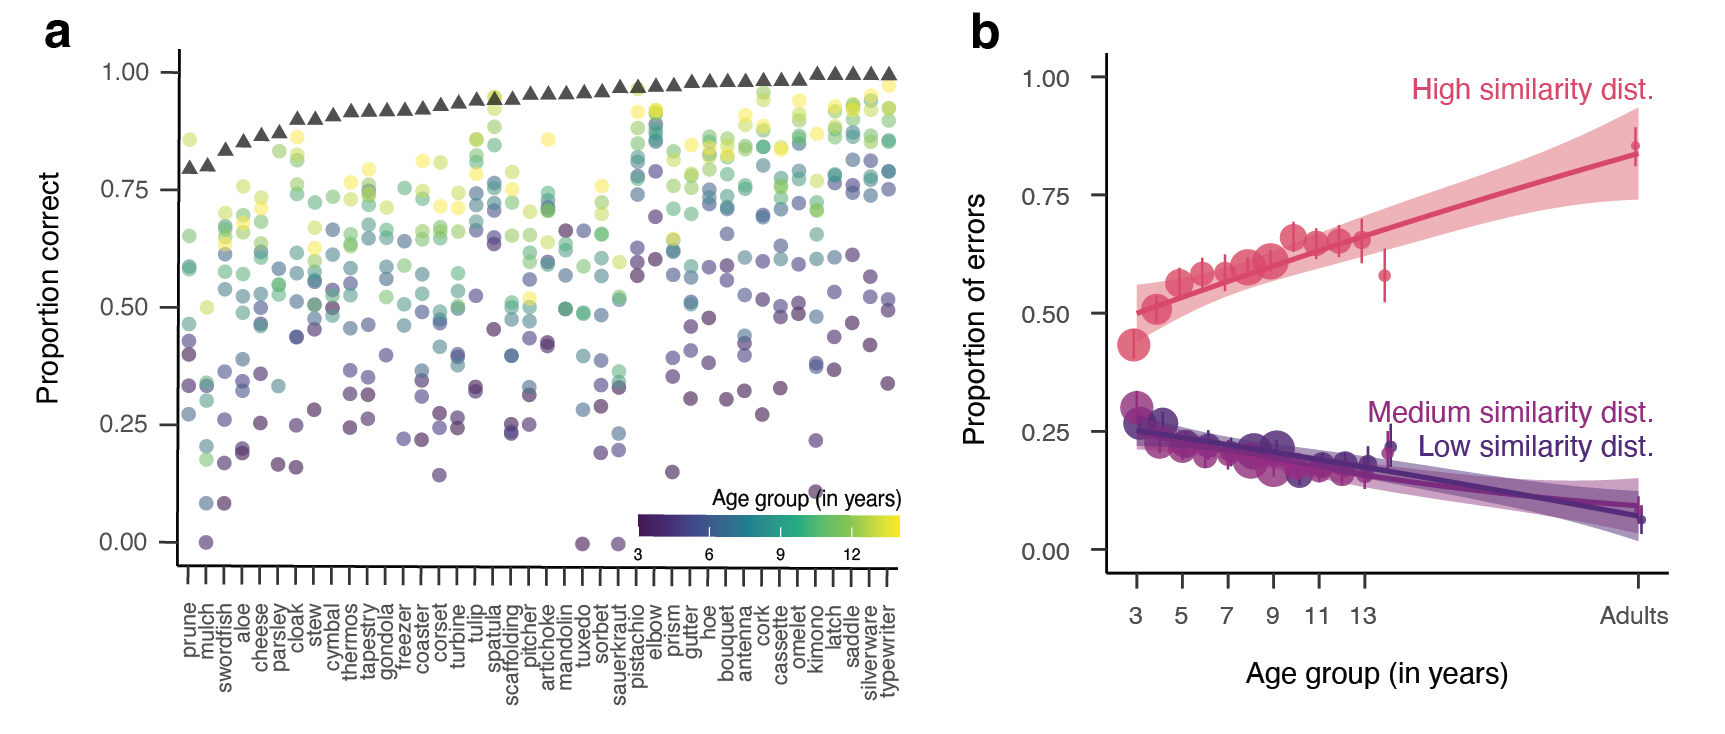 a
1.00
0.75
0.50
0.25
0.00
Proportion correct
Age group (in years)
3 6 9 12
prune
mulch
swordfish
aloe
cheese
parsley
cloak
stew
cymbal
thermos
tapestry
gondola
freezer
coaster
corset
turbine
tulip
spatula
scaffolding
pitcher
artichoke
mandolin
tuxedo
sorbet
sauerkraut
pistachio
elbow
prism
gutter
hoe
bouquet
antenna
cork
cassette
omelet
kimono
latch
saddle
silverware
typewriter
b
1.00
0.75
0.50
0.25
0.00
Proportion of errors
High similarity dist.
Medium similarity dist.
Low similarity dist.
3 5 7 9 11 13 Adults
Age group (in years)